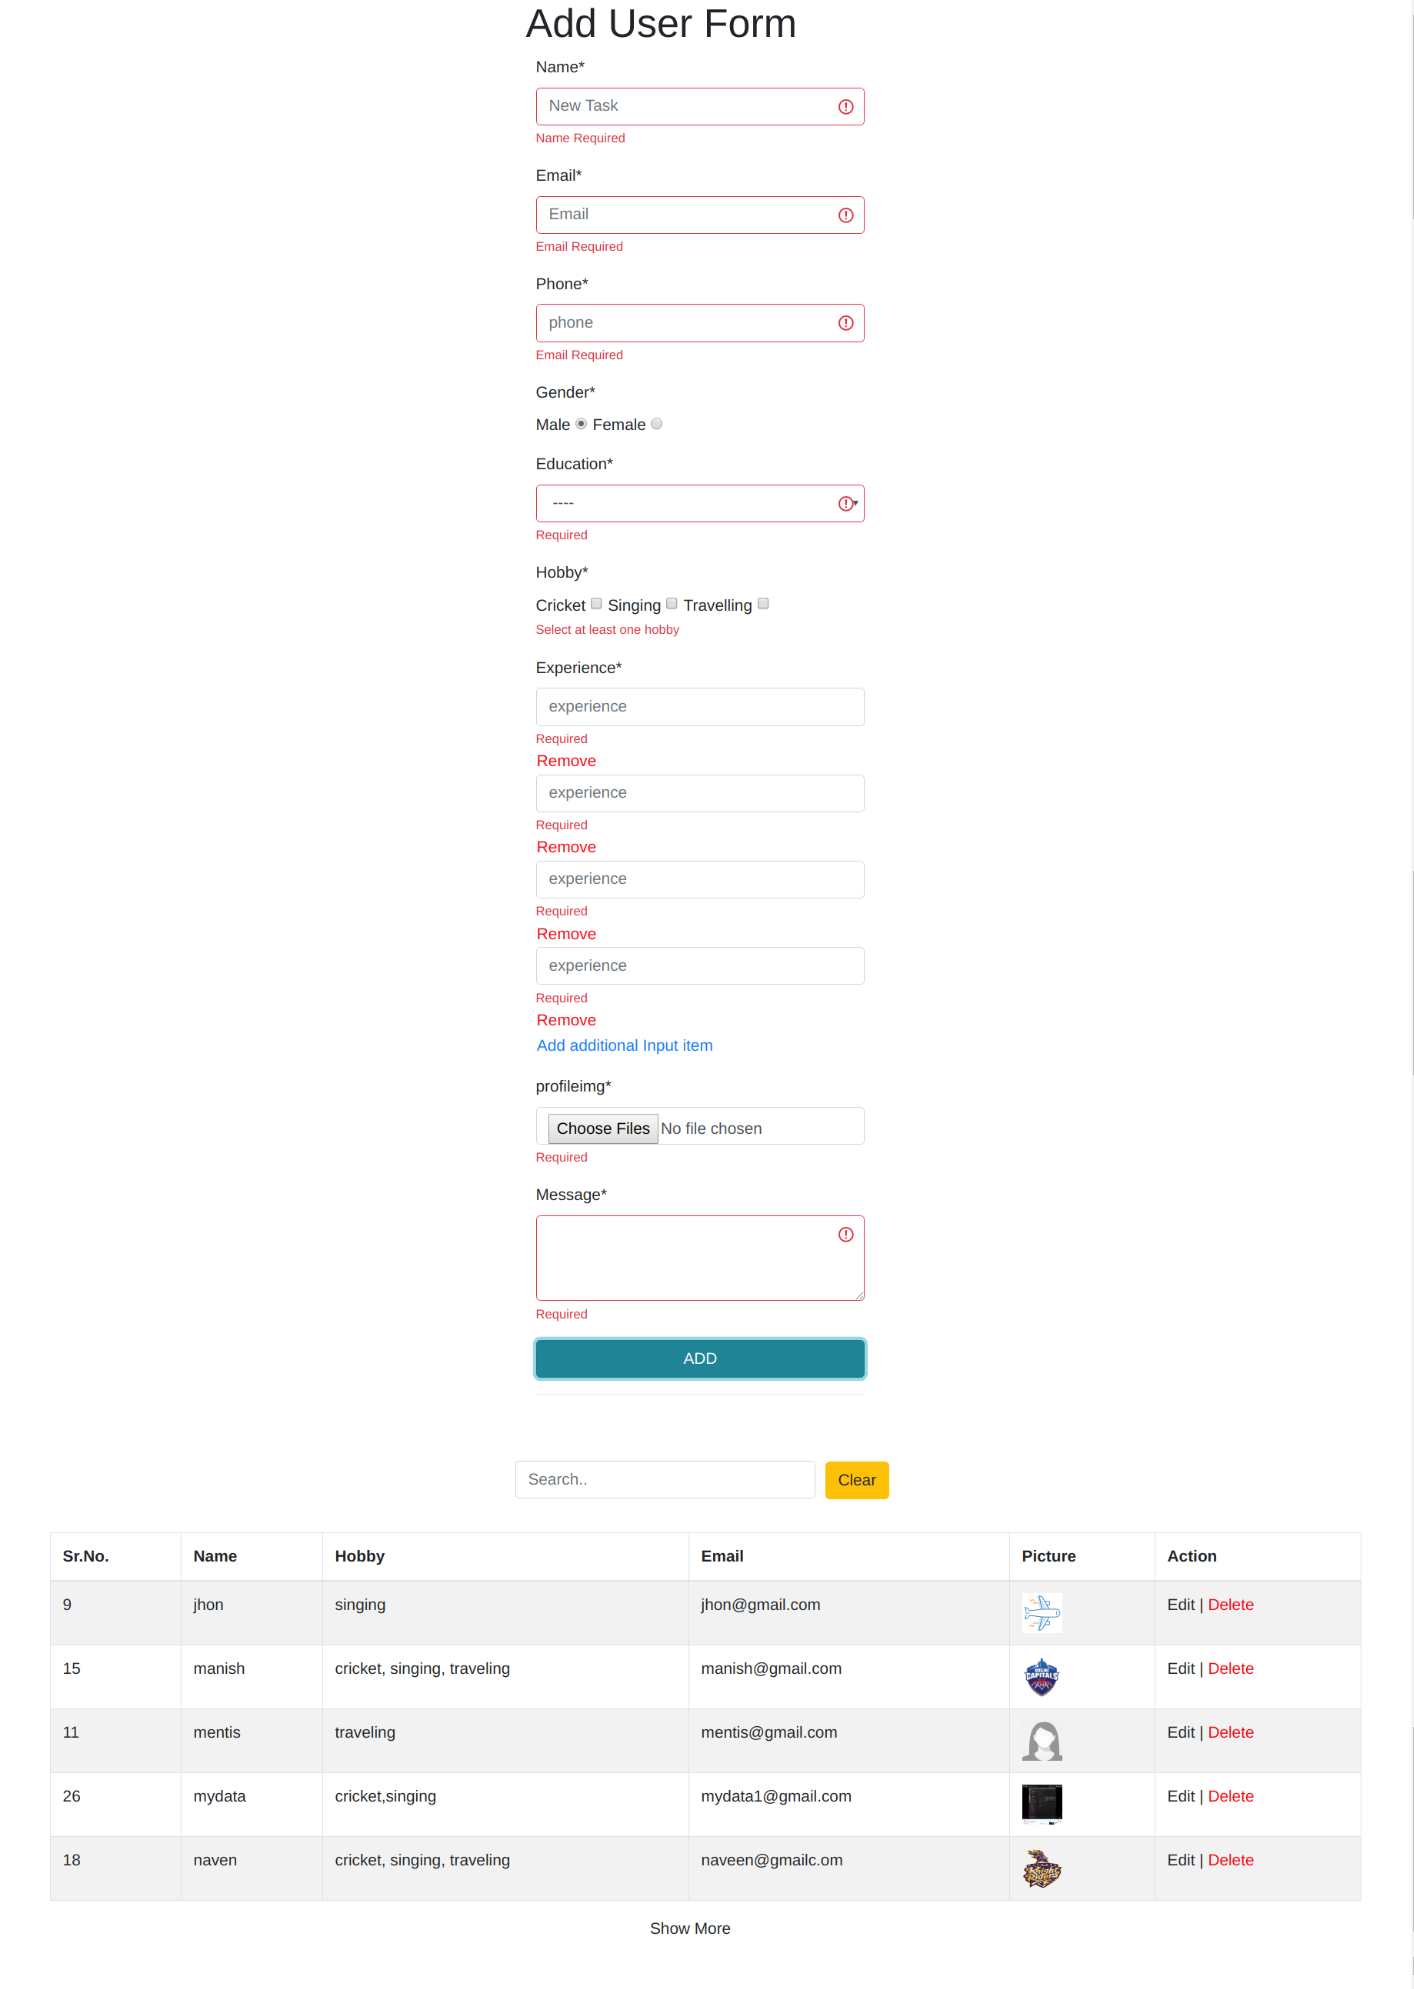 Add User Form
Name*
New Task
Name Required
Email*
Email
Email Required
Phone*
phone
Email Required
Gender*
Male Female
Education*
----
Required
Hobby*
Cricket Singing Travelling
Select at least one hobby
Experience*
experience
Required
Remove
experience
Required
Remove
experience
Required
Remove
experience
Required
Remove
Add additional Input item
profileimg*
Choose Files No file chosen
Required
Message*
Required
ADD
Search.. Clear
Sr.No. Name Hobby Email Picture Action
9 jhon singing jhon@gmail.com Edit | Delete
15 manish cricket, singing, traveling manish@gmail.com DELHI CAPITALS Edit | Delete
11 mentis traveling mentis@gmail.com Edit | Delete
26 mydata cricket,singing mydata1@gmail.com Edit | Delete
18 naven cricket, singing, traveling naveen@gmailc.om Knight Riders Edit | Delete
Show More